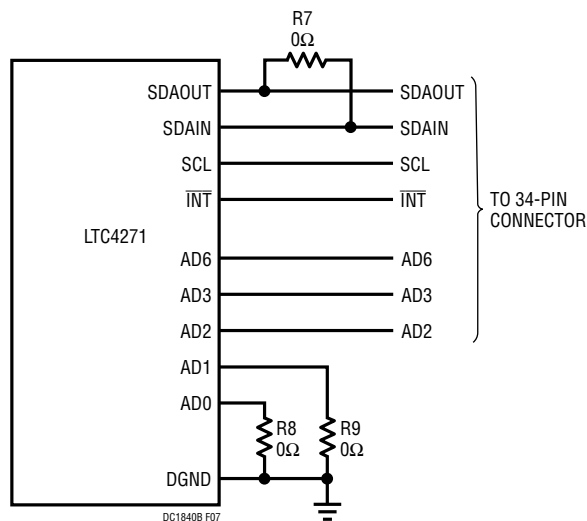 R7
0Ω
SDAOUT
SDAOUT
SDAIN
SDAIN
SCL
SCL
INT
INT
TO 34-PIN
CONNECTOR
LTC4271
AD6
AD6
AD3
AD3
AD2
AD2
AD1
AD0
R8
0Ω
R9
0Ω
DGND
DC1840B F07